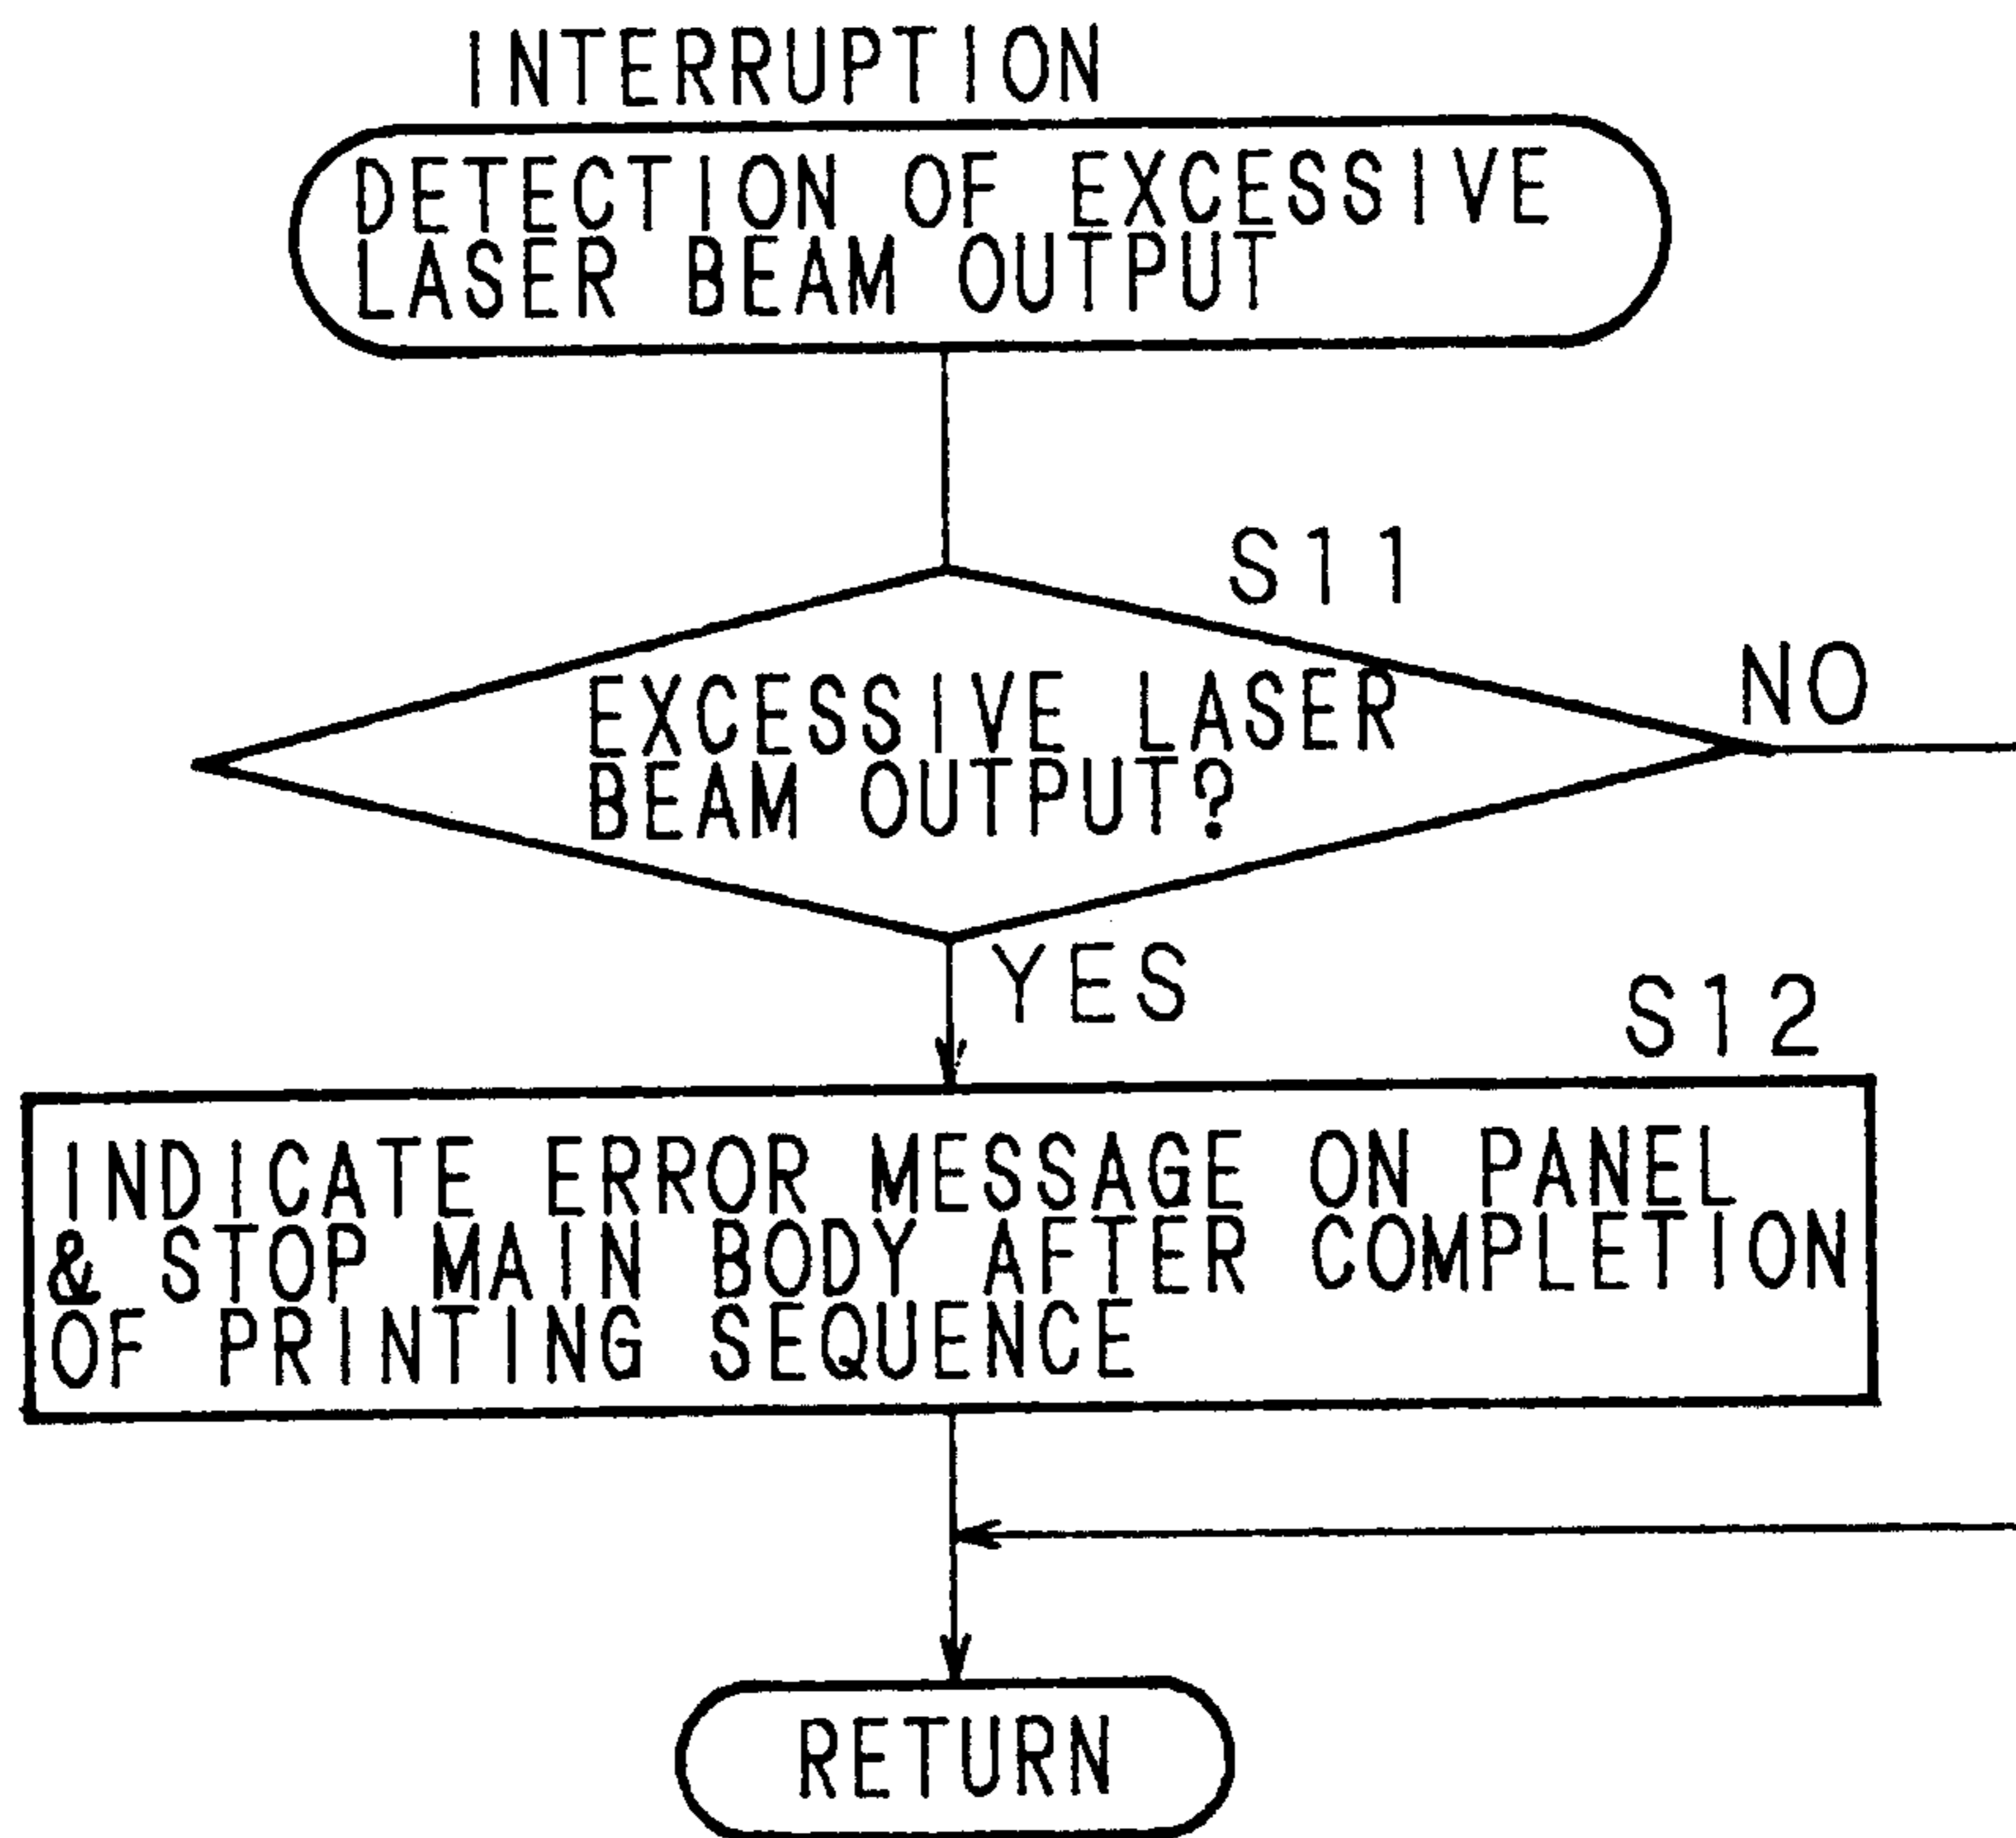 INTERRUPTION
DETECTION OF EXCESSIVE
LASER BEAM OUTPUT
S11
EXCESSIVE LASER
BEAM OUTPUT?
NO
YES
S12
INDICATE ERROR MESSAGE ON PANEL
& STOP MAIN BODY AFTER COMPLETION
OF PRINTING SEQUENCE
RETURN